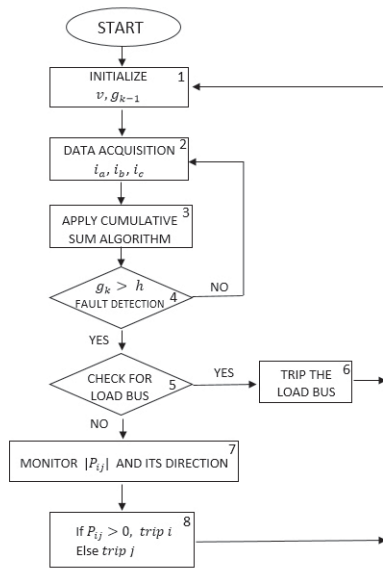 START
INITIALIZE 1
v, g_{k-1}
DATA ACQUISITION 2
i_a, i_b, i_c
APPLY CUMULATIVE 3
SUM ALGORITHM
g_k > h
FAULT DETECTION 4
NO
YES
CHECK FOR 5
LOAD BUS
YES
TRIP THE 6
LOAD BUS
NO
MONITOR |P_{ij}| AND ITS DIRECTION 7
If P_{ij} > 0, trip i 8
Else trip j